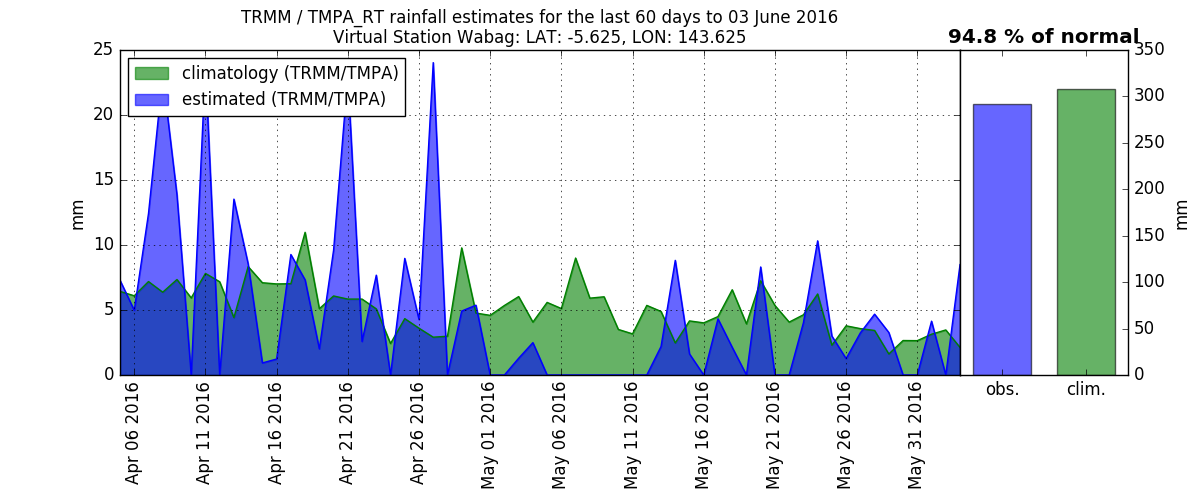 TRMM / TMPA_RT rainfall estimates for the last 60 days to 03 June 2016
Virtual Station Wabag: LAT: -5.625, LON: 143.625
94.8 % of normal
climatology (TRMM/TMPA)
estimated (TRMM/TMPA)
25
20
15
10
5
0
mm
Apr 06 2016
Apr 11 2016
Apr 16 2016
Apr 21 2016
Apr 26 2016
May 01 2016
May 06 2016
May 11 2016
May 16 2016
May 21 2016
May 26 2016
May 31 2016
350
300
250
200
150
100
50
0
mm
obs.
clim.